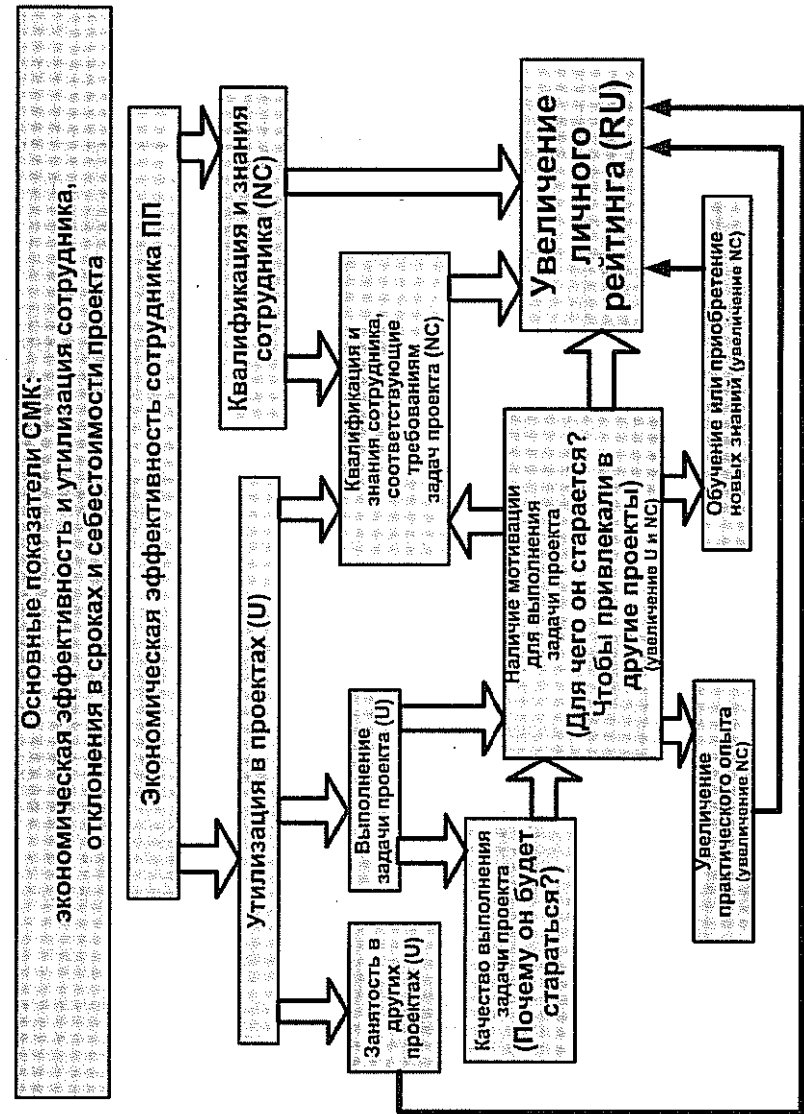 Основные показатели СМК:
экономическая эффективность и утилизация сотрудника,
отклонения в сроках и себестоимости проекта
Экономическая эффективность сотрудника ПП
Утилизация в проектах (U)
Квалификация и знания
сотрудника (NC)
Занятость в
других
проектах (U)
Выполнение
задачи проекта (U)
Квалификация и
знания сотрудника,
соответствующие
требованиям
задач проекта (NC)
Качество выполнения
задачи проекта
(Почему он будет
стараться?)
Наличие мотивации
для выполнения
задачи проекта
(Для чего он старается?
Чтобы привлекали в
другие проекты)
(увеличение U и NC)
Увеличение
личного
рейтинга (RU)
Увеличение
практического опыта
(увеличение NC)
Обучение или приобретение
новых знаний (увеличение NC)